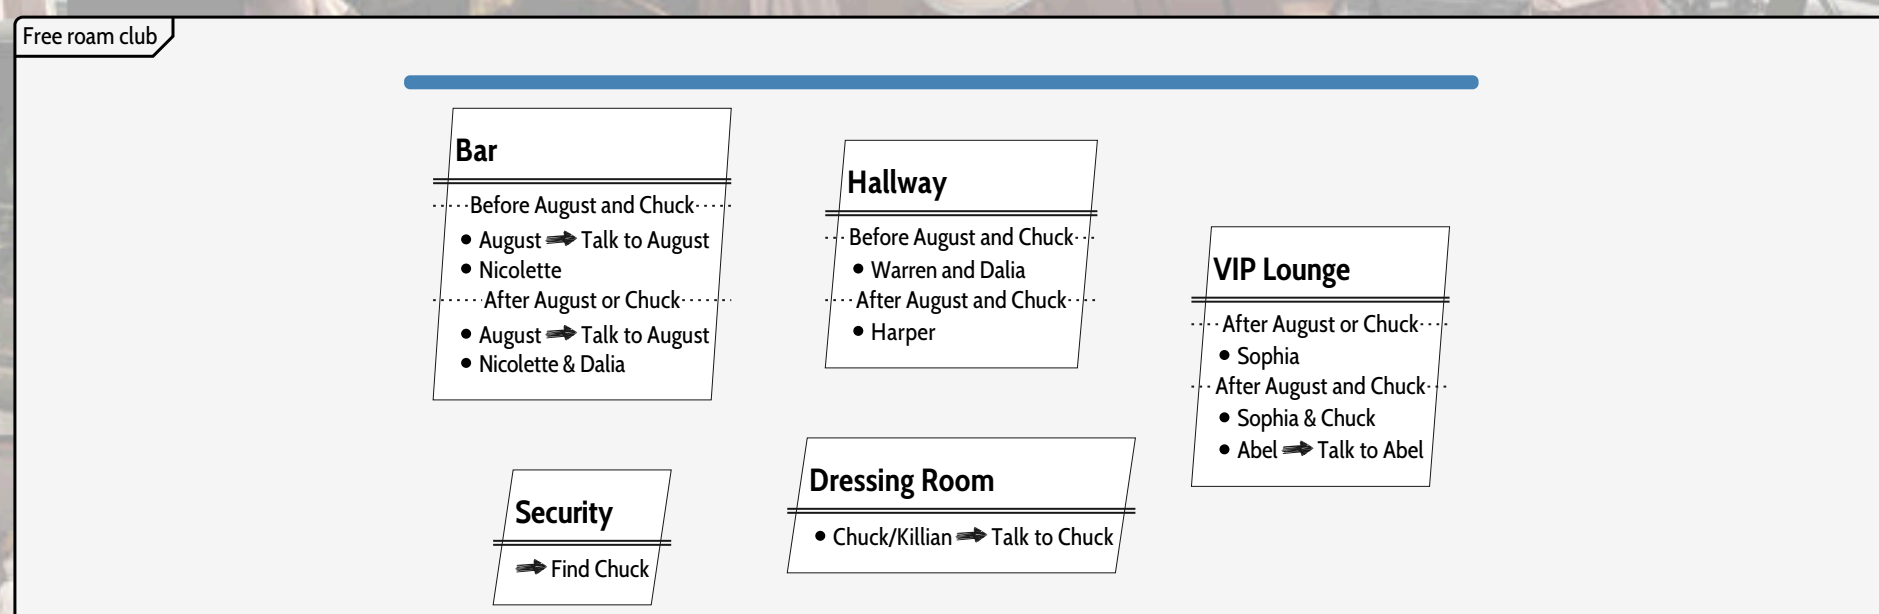 Free roam club
Bar
Before August and Chuck
• August ➡ Talk to August
• Nicolette
After August or Chuck
• August ➡ Talk to August
• Nicolette & Dalia
Hallway
Before August and Chuck
• Warren and Dalia
After August and Chuck
• Harper
VIP Lounge
After August or Chuck
• Sophia
After August and Chuck
• Sophia & Chuck
• Abel ➡ Talk to Abel
Security
➡ Find Chuck
Dressing Room
• Chuck/Killian ➡ Talk to Chuck